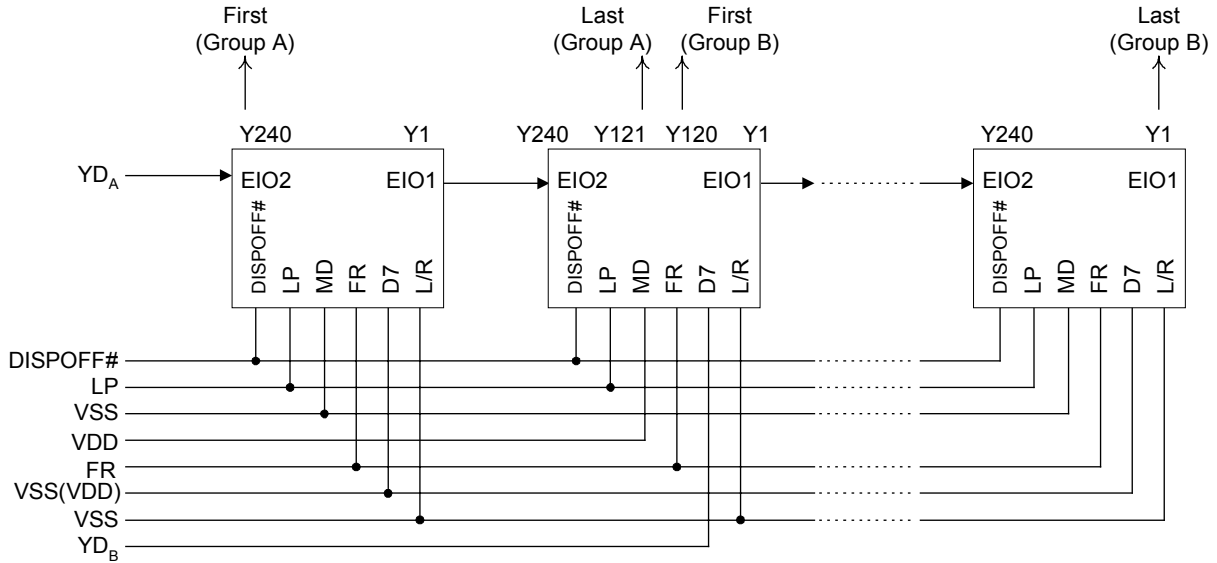 First
(Group A)
Last
(Group A)
First
(Group B)
Last
(Group B)
Y240 Y1
Y240 Y121 Y120 Y1
Y240 Y1
YD_A
EIO2 EIO1
EIO2 EIO1
EIO2 EIO1
DISPOFF# LP MD FR D7 L/R
DISPOFF# LP MD FR D7 L/R
DISPOFF# LP MD FR D7 L/R
DISPOFF#
LP
VSS
VDD
FR
VSS(VDD)
VSS
YD_B